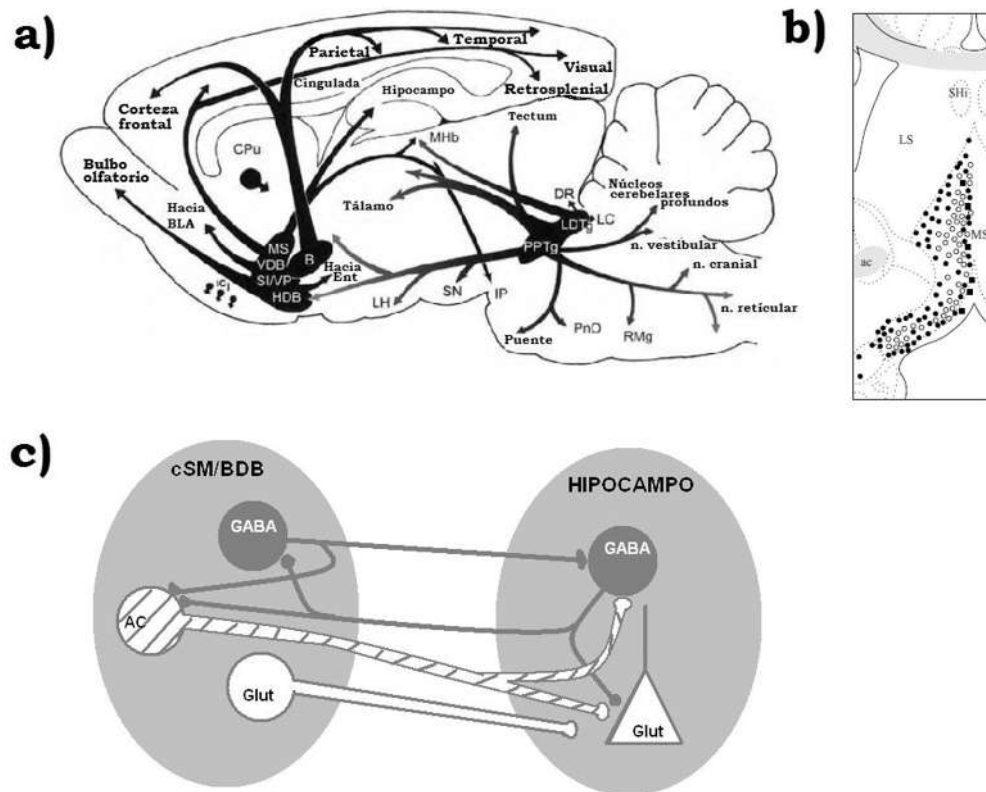 a)
Parietal
Temporal
Cingulada
Visual
Retrosplenial
Corteza
frontal
Hipocampo
Tectum
MHb
CPu
Bulbo
olfatorio
Hacia
BLA
Tálamo
DR
LDTg
LC
Núcleos
cerebelares
profundos
MS
VDB
B
SI/VP
HDB
Hacia
Ent
PPTg
n. vestibular
n. cranial
n. reticular
LH
SN
IP
Puente
PnO
RMg
b)
SHi
LS
MS
ac
c)
cSM/BDB
HIPOCAMPO
GABA
GABA
AC
Glut
Glut